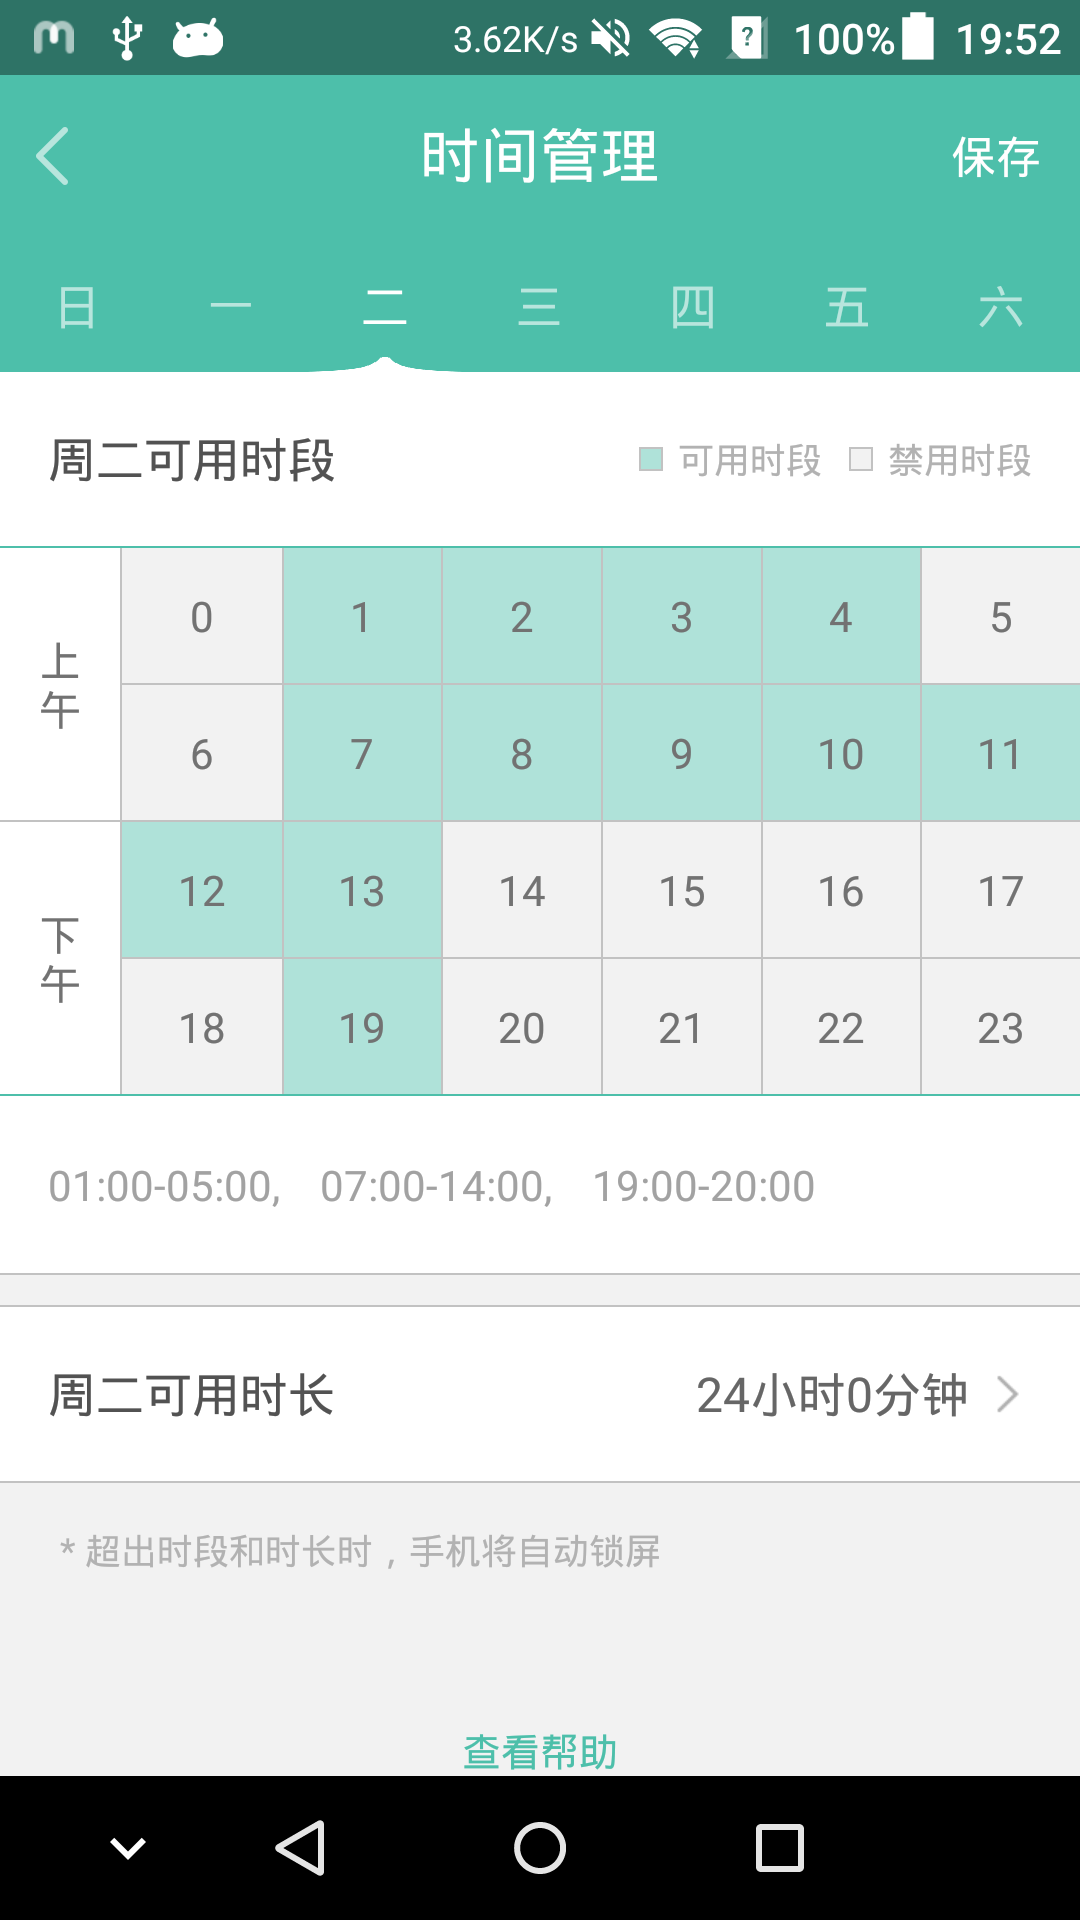 3.62K/s ? 100% 19:52
时间管理 保存
日 一 二 三 四 五 六
周二可用时段 可用时段 禁用时段
上午 0 1 2 3 4 5
6 7 8 9 10 11
下午 12 13 14 15 16 17
18 19 20 21 22 23
01:00-05:00, 07:00-14:00, 19:00-20:00
周二可用时长 24小时0分钟
* 超出时段和时长时，手机将自动锁屏
查看帮助